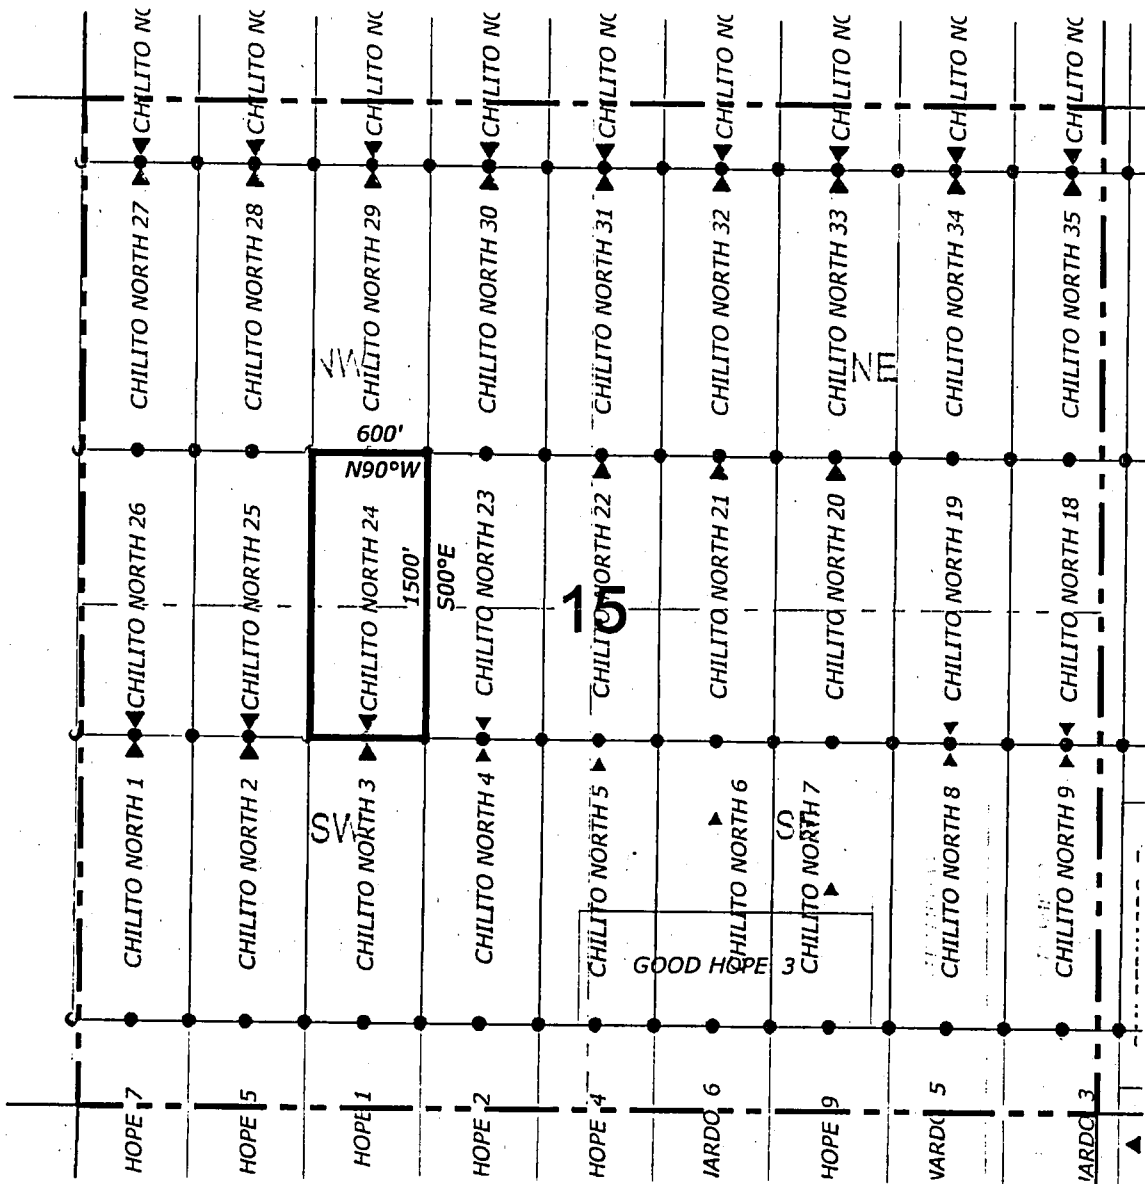 CHILITO NO
CHILITO NO
CHILITO NO
CHILITO NO
CHILITO NO
CHILITO NO
CHILITO NO
CHILITO NO
CHILITO NO
CHILITO NORTH 27
CHILITO NORTH 28
CHILITO NORTH 29
CHILITO NORTH 30
CHILITO NORTH 31
CHILITO NORTH 32
CHILITO NORTH 33
CHILITO NORTH 34
CHILITO NORTH 35
NW
NE
600'
N90°W
CHILITO NORTH 26
CHILITO NORTH 25
CHILITO NORTH 24
1500'
S00°E
CHILITO NORTH 23
CHILITO NORTH 22
CHILITO NORTH 21
CHILITO NORTH 20
CHILITO NORTH 19
CHILITO NORTH 18
15
CHILITO NORTH 1
CHILITO NORTH 2
CHILITO NORTH 3
CHILITO NORTH 4
CHILITO NORTH 5
CHILITO NORTH 6
CHILITO NORTH 7
CHILITO NORTH 8
CHILITO NORTH 9
SW
SE
GOOD HOPE 3
HOPE 7
HOPE 5
HOPE 1
HOPE 2
HOPE 4
IARDO 6
HOPE 9
VARDO 5
IARDO 3